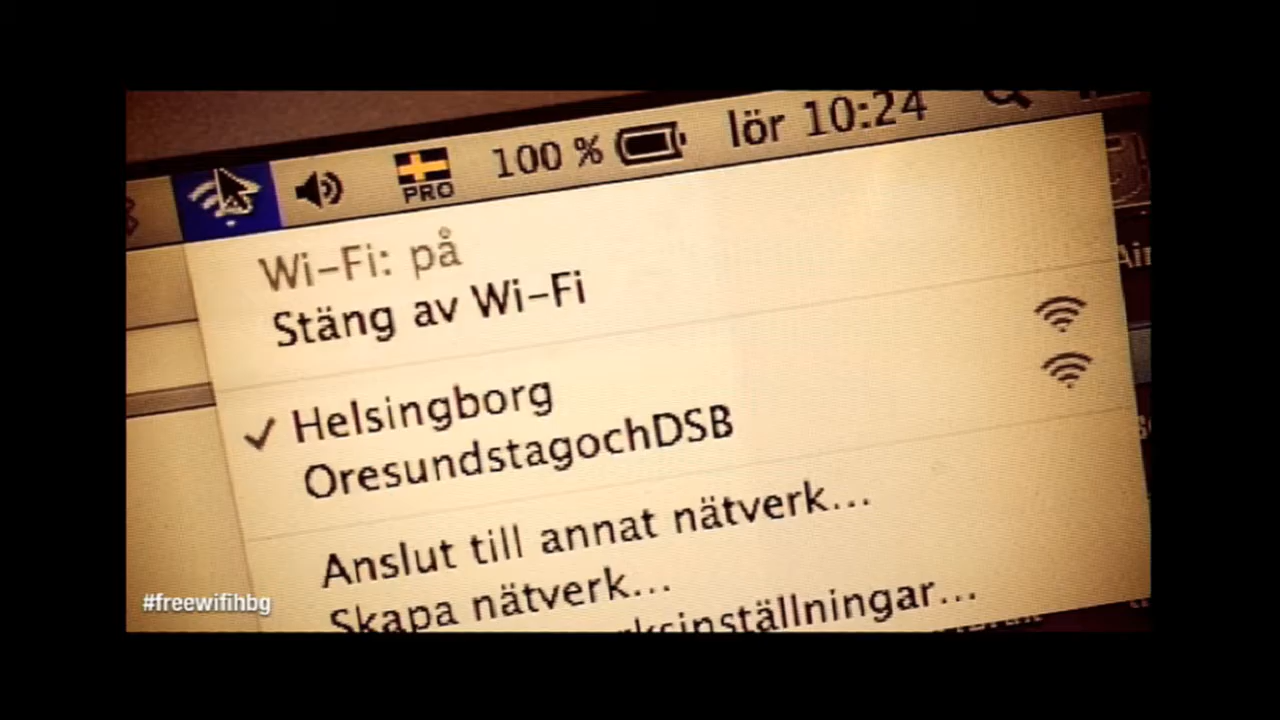 PRO 100 % lör 10:24
Wi-Fi: på
Stäng av Wi-Fi
Helsingborg
OresundstagochDSB
Anslut till annat nätverk...
Skapa nätverk...
#freewifihbg